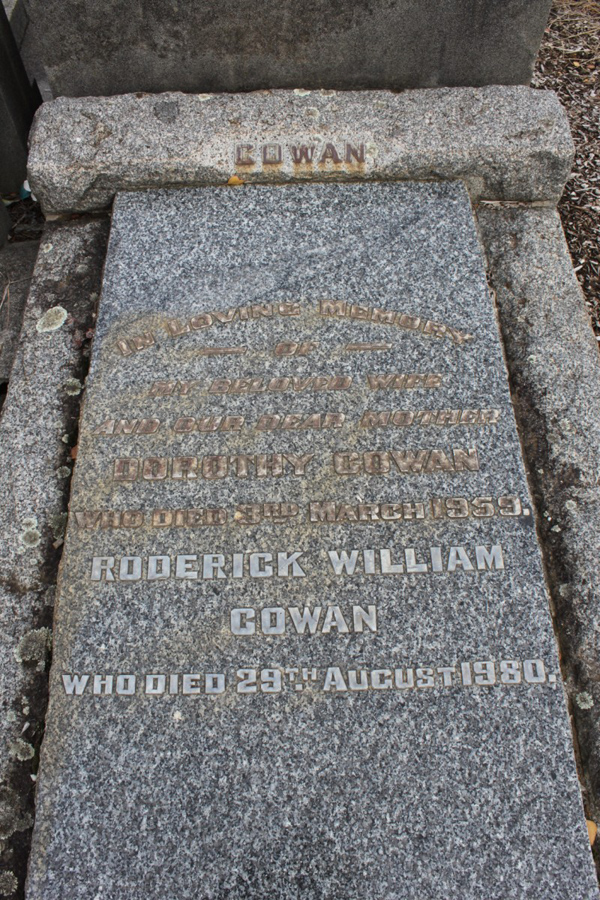 COWAN
IN LOVING MEMORY
OF
MY BELOVED WIFE
AND OUR DEAR MOTHER
DOROTHY COWAN
WHO DIED 3RD MARCH 1959.
RODERICK WILLIAM
COWAN
WHO DIED 29TH AUGUST 1980.